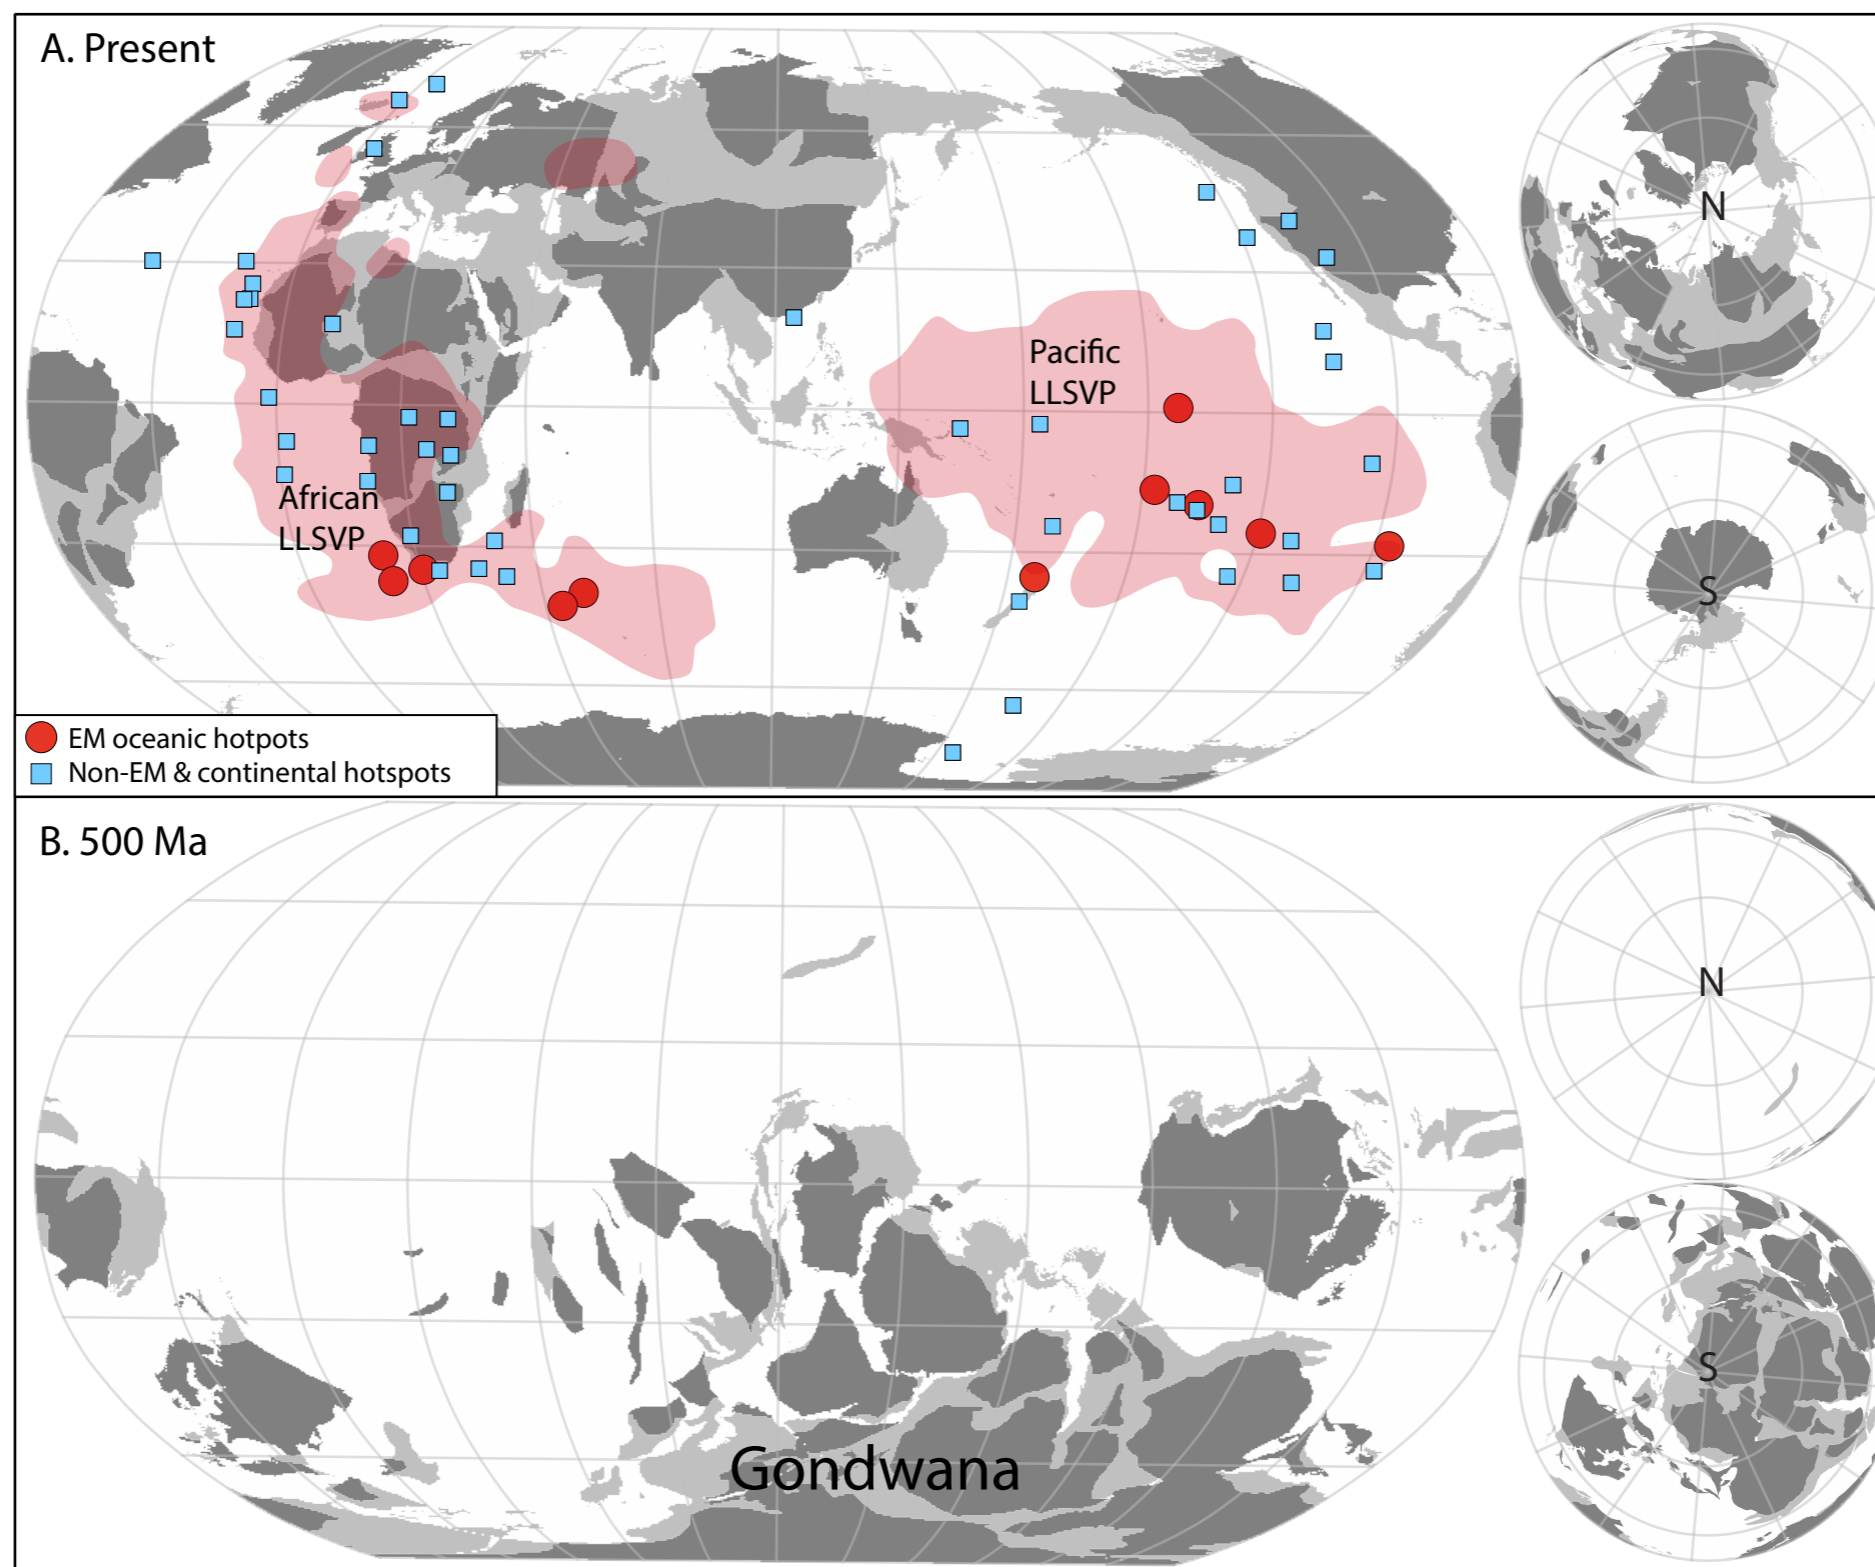 A. Present
N
Pacific
LLSVP
African
LLSVP
S
EM oceanic hotpots
Non-EM & continental hotspots
B. 500 Ma
N
S
Gondwana